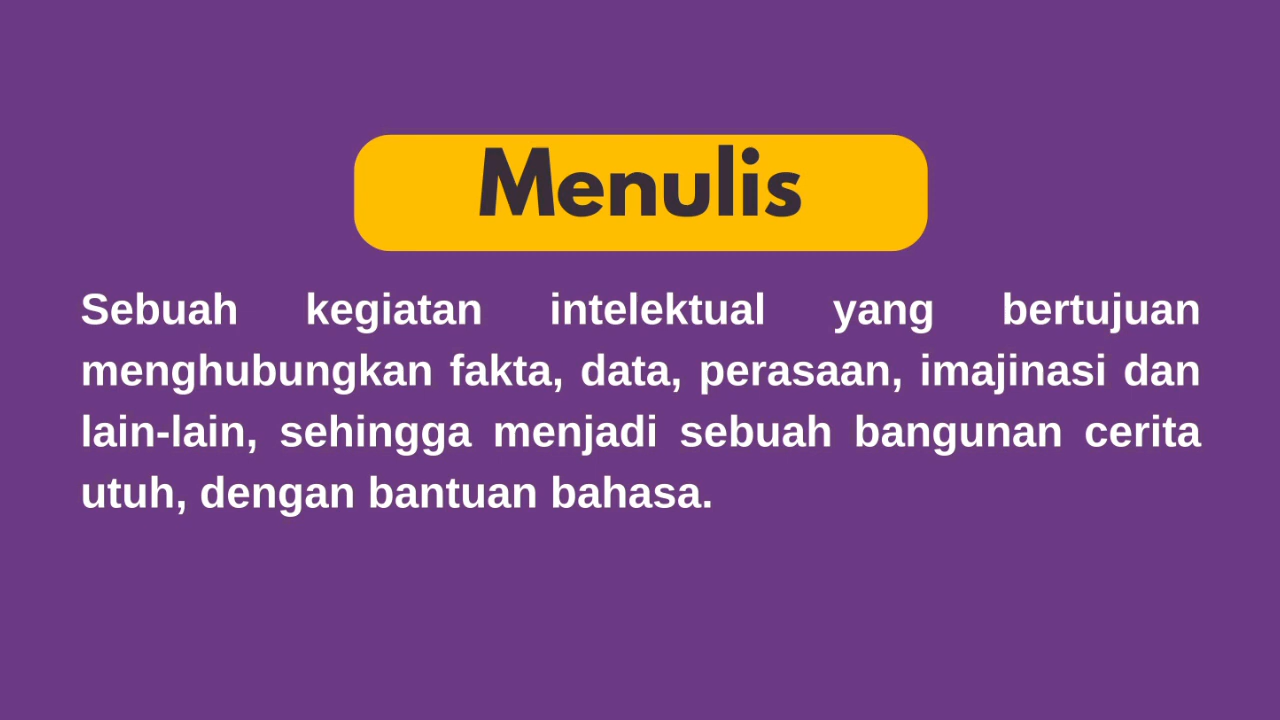 Menulis
Sebuah kegiatan intelektual yang bertujuan
menghubungkan fakta, data, perasaan, imajinasi dan
lain-lain, sehingga menjadi sebuah bangunan cerita
utuh, dengan bantuan bahasa.